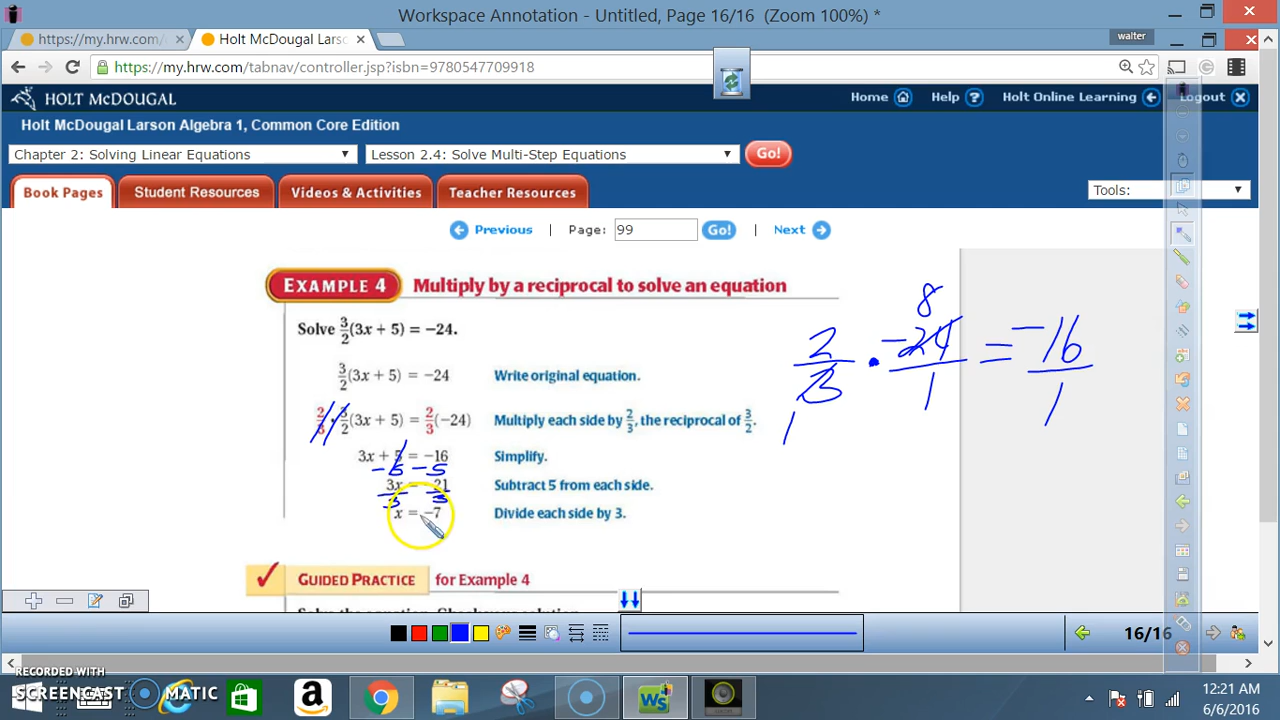 Workspace Annotation - Untitled, Page 16/16 (Zoom 100%) *
https://my.hrw.com/
Holt McDougal Lars
walter
https://my.hrw.com/tabnav/controller.jsp?isbn=9780547709918
HOLT McDOUGAL
Home
Help
Holt Online Learning
Logout
Holt McDougal Larson Algebra 1, Common Core Edition
Chapter 2: Solving Linear Equations
Lesson 2.4: Solve Multi-Step Equations
Go!
Book Pages
Student Resources
Videos & Activities
Teacher Resources
Tools:
Previous | Page: 99 Go! | Next
EXAMPLE 4 Multiply by a reciprocal to solve an equation
Solve 3/2(3x + 5) = −24.
3/2(3x + 5) = −24 Write original equation.
2/3 · 3/2(3x + 5) = 2/3(−24) Multiply each side by 2/3, the reciprocal of 3/2.
3x + 5 = −16 Simplify.
−5 −5
3x = −21 Subtract 5 from each side.
3 3
x = −7 Divide each side by 3.
8
2/3 · −24/1 = −16/1
1
GUIDED PRACTICE for Example 4
16/16
RECORDED WITH
SCREENCAST MATIC
12:21 AM
6/6/2016